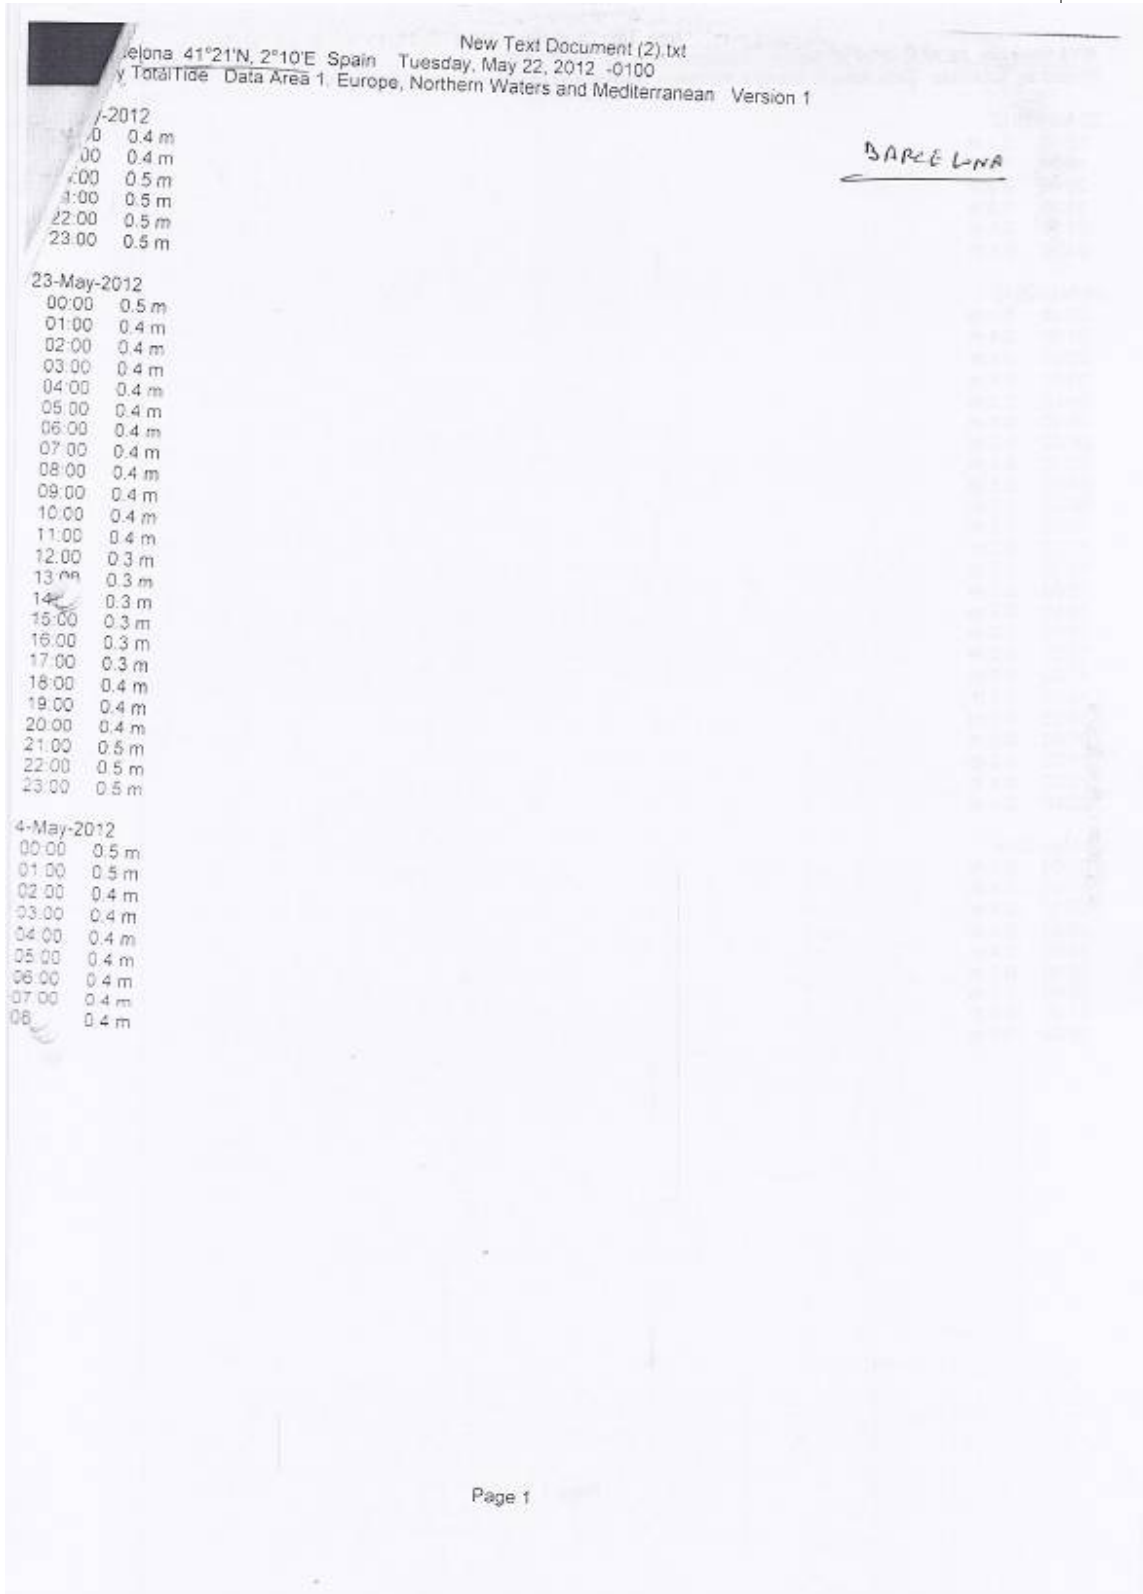 New Text Document (2).txt
elona 41°21'N, 2°10'E Spain Tuesday, May 22, 2012 -0100
y TotalTide Data Area 1. Europe, Northern Waters and Mediterranean Version 1
BARCELONA
-2012
0 0.4 m
00 0.4 m
:00 0.5 m
1:00 0.5 m
22:00 0.5 m
23:00 0.5 m
23-May-2012
00:00 0.5 m
01:00 0.4 m
02:00 0.4 m
03:00 0.4 m
04:00 0.4 m
05:00 0.4 m
06:00 0.4 m
07:00 0.4 m
08:00 0.4 m
09:00 0.4 m
10:00 0.4 m
11:00 0.4 m
12:00 0.3 m
13:00 0.3 m
14 0.3 m
15:00 0.3 m
16:00 0.3 m
17:00 0.3 m
18:00 0.4 m
19:00 0.4 m
20:00 0.4 m
21:00 0.5 m
22:00 0.5 m
23:00 0.5 m
4-May-2012
00:00 0.5 m
01:00 0.5 m
02:00 0.4 m
03:00 0.4 m
04:00 0.4 m
05:00 0.4 m
06:00 0.4 m
07:00 0.4 m
08 0.4 m
Page 1